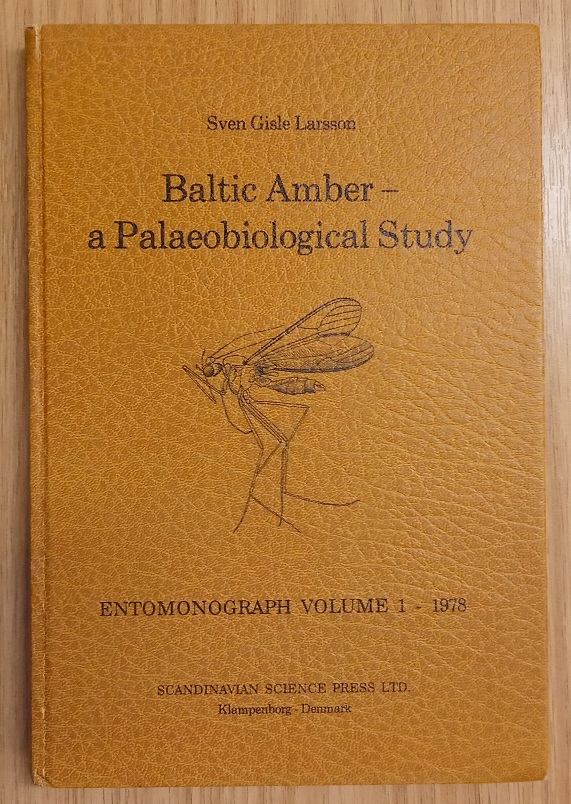 Sven Gisle Larsson
Baltic Amber –
a Palaeobiological Study
ENTOMONOGRAPH VOLUME 1 - 1978
SCANDINAVIAN SCIENCE PRESS LTD.
Klampenborg - Denmark